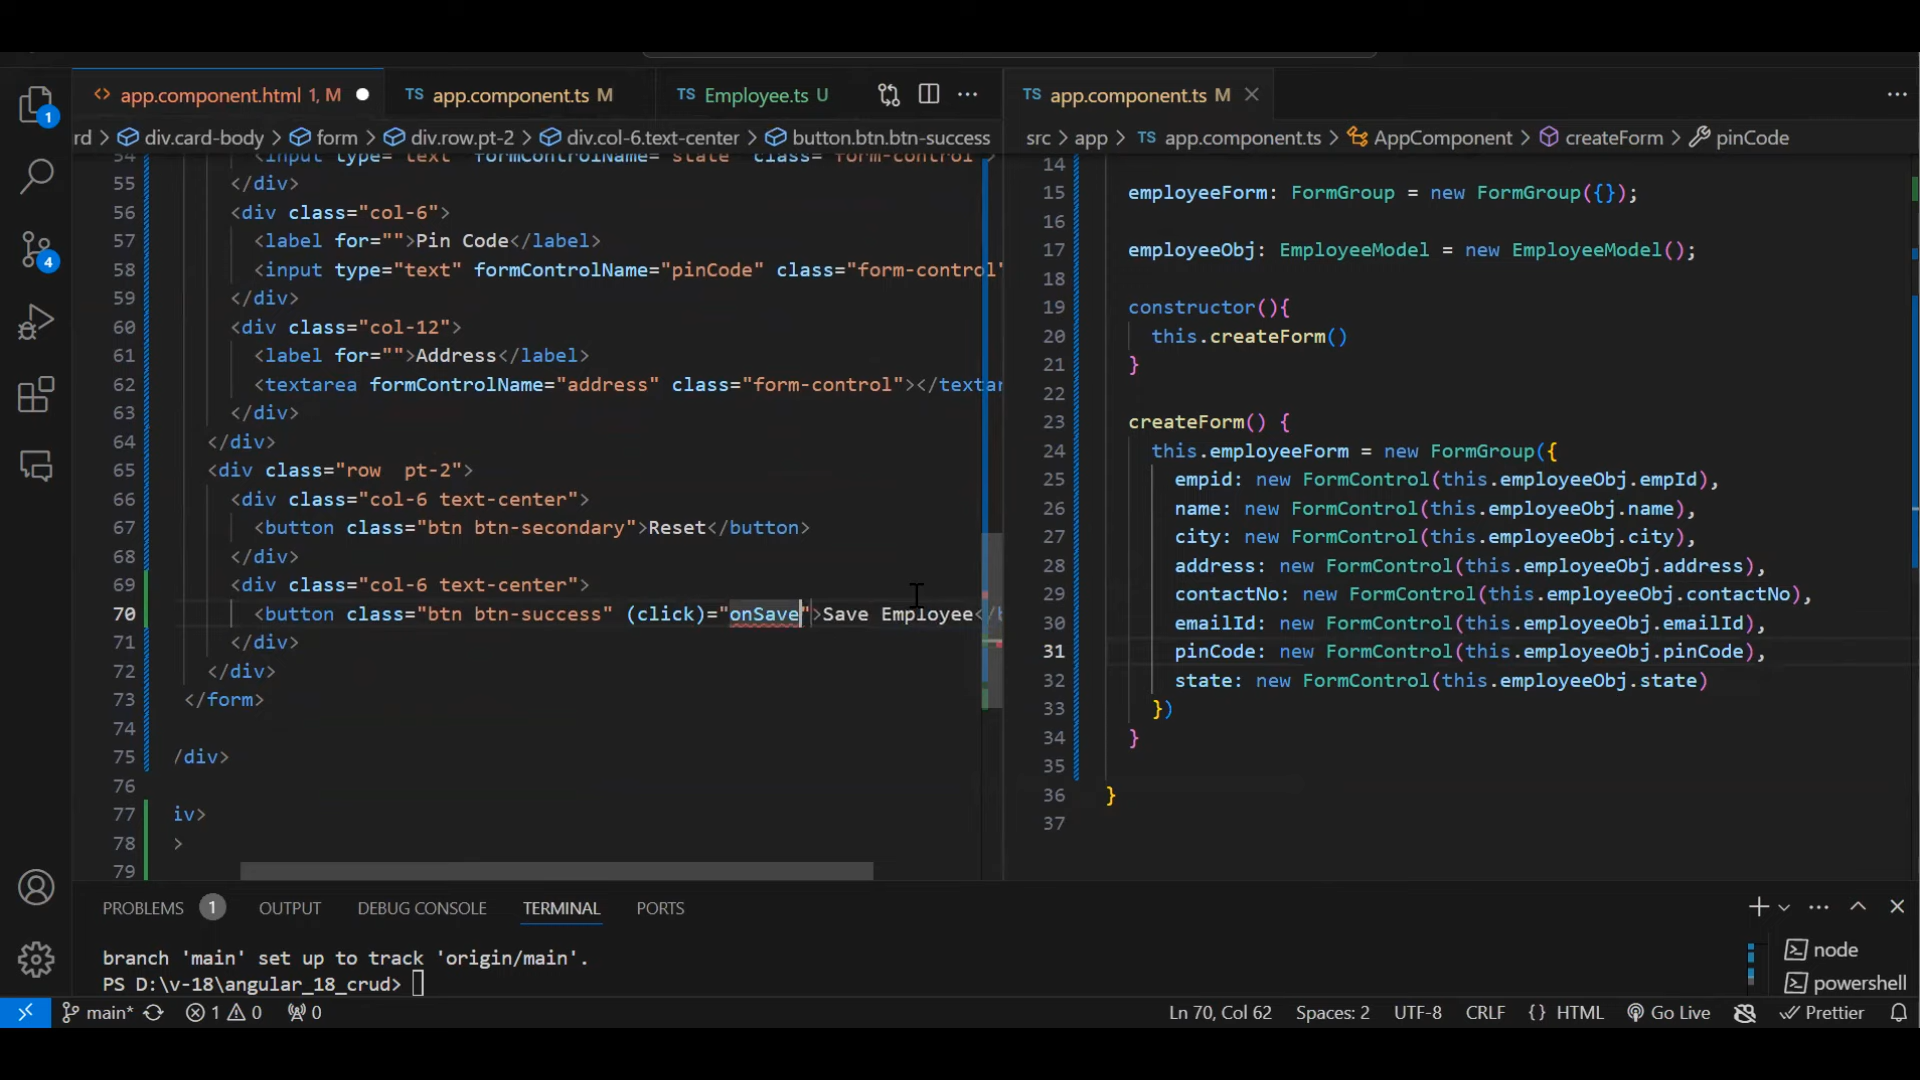 app.component.html 1, M
TS app.component.ts M
TS Employee.ts U
TS app.component.ts M
rd > div.card-body > form > div.row.pt-2 > div.col-6.text-center > button.btn.btn-success
src > app > TS app.component.ts > AppComponent > createForm > pinCode
54 <input type="text" formControlName="state" class="form-control"
55 </div>
56 <div class="col-6">
57 <label for="">Pin Code</label>
58 <input type="text" formControlName="pinCode" class="form-control"
59 </div>
60 <div class="col-12">
61 <label for="">Address</label>
62 <textarea formControlName="address" class="form-control"></textar
63 </div>
64 </div>
65 <div class="row  pt-2">
66 <div class="col-6 text-center">
67 <button class="btn btn-secondary">Reset</button>
68 </div>
69 <div class="col-6 text-center">
70 <button class="btn btn-success" (click)="onSave">Save Employee</b
71 </div>
72 </div>
73 </form>
74
75 /div>
76
77 iv>
78 >
79
14
15 employeeForm: FormGroup = new FormGroup({});
16
17 employeeObj: EmployeeModel = new EmployeeModel();
18
19 constructor(){
20 this.createForm()
21 }
22
23 createForm() {
24 this.employeeForm = new FormGroup({
25 empid: new FormControl(this.employeeObj.empId),
26 name: new FormControl(this.employeeObj.name),
27 city: new FormControl(this.employeeObj.city),
28 address: new FormControl(this.employeeObj.address),
29 contactNo: new FormControl(this.employeeObj.contactNo),
30 emailId: new FormControl(this.employeeObj.emailId),
31 pinCode: new FormControl(this.employeeObj.pinCode),
32 state: new FormControl(this.employeeObj.state)
33 })
34 }
35
36 }
37
1
4
PROBLEMS 1 OUTPUT DEBUG CONSOLE TERMINAL PORTS
branch 'main' set up to track 'origin/main'.
PS D:\v-18\angular_18_crud>
node
powershell
main* 1 0 0 Ln 70, Col 62 Spaces: 2 UTF-8 CRLF {} HTML Go Live Prettier